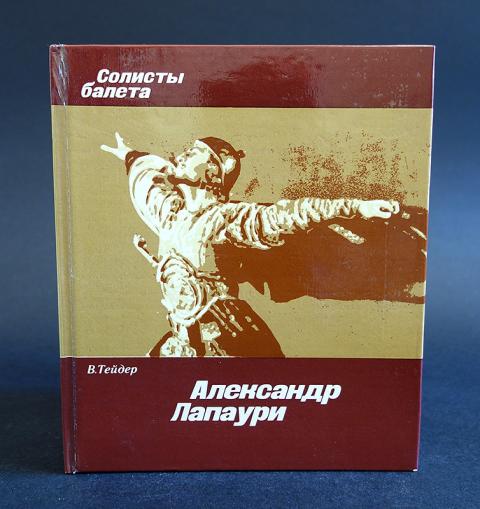 Солисты
балета
В. Тейдер
Александр
Лапаури